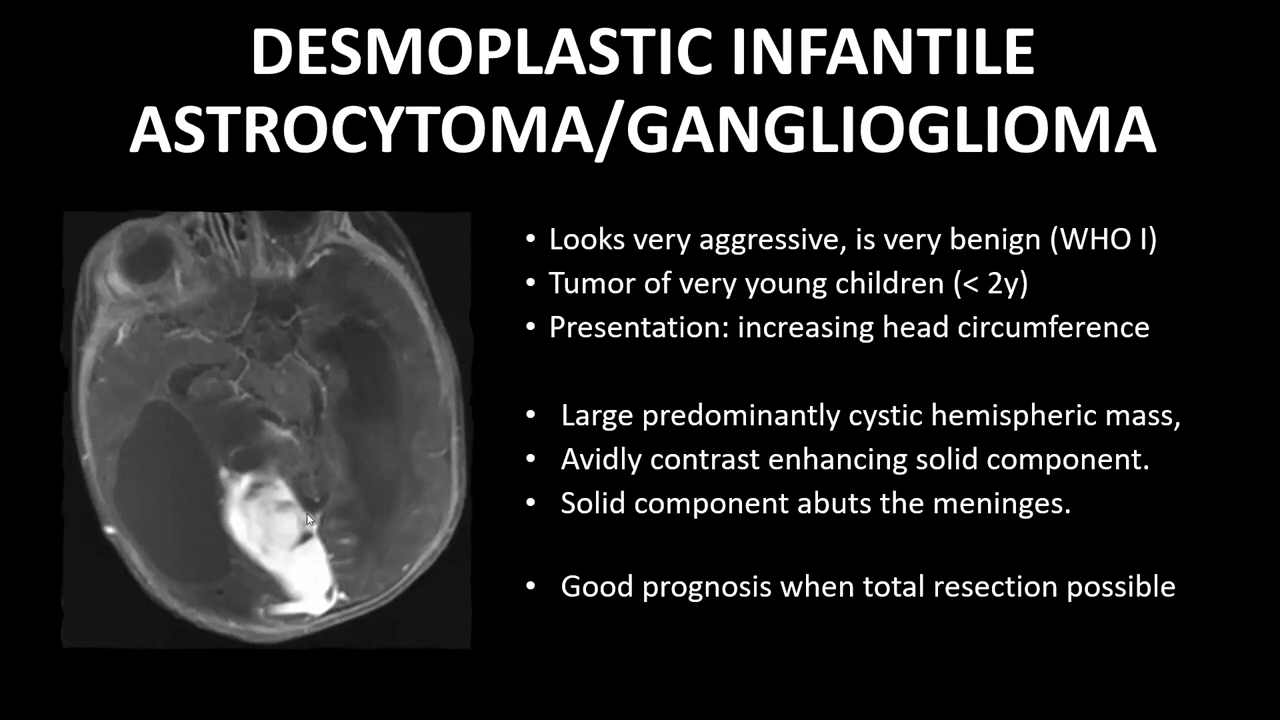 DESMOPLASTIC INFANTILE
ASTROCYTOMA/GANGLIOGLIOMA
• Looks very aggressive, is very benign (WHO I)
• Tumor of very young children (< 2y)
• Presentation: increasing head circumference
• Large predominantly cystic hemispheric mass,
• Avidly contrast enhancing solid component.
• Solid component abuts the meninges.
• Good prognosis when total resection possible